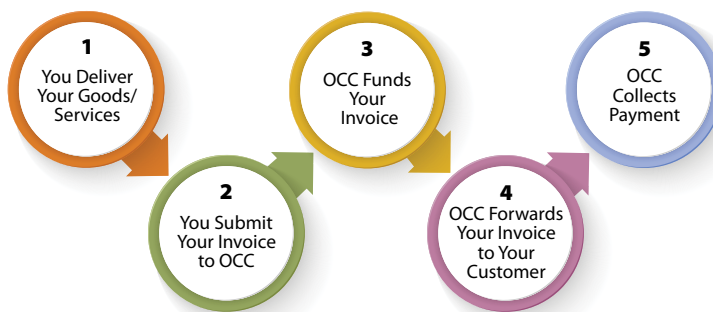 1
You Deliver
Your Goods/
Services
2
You Submit
Your Invoice
to OCC
3
OCC Funds
Your
Invoice
4
OCC Forwards
Your Invoice
to Your
Customer
5
OCC
Collects
Payment